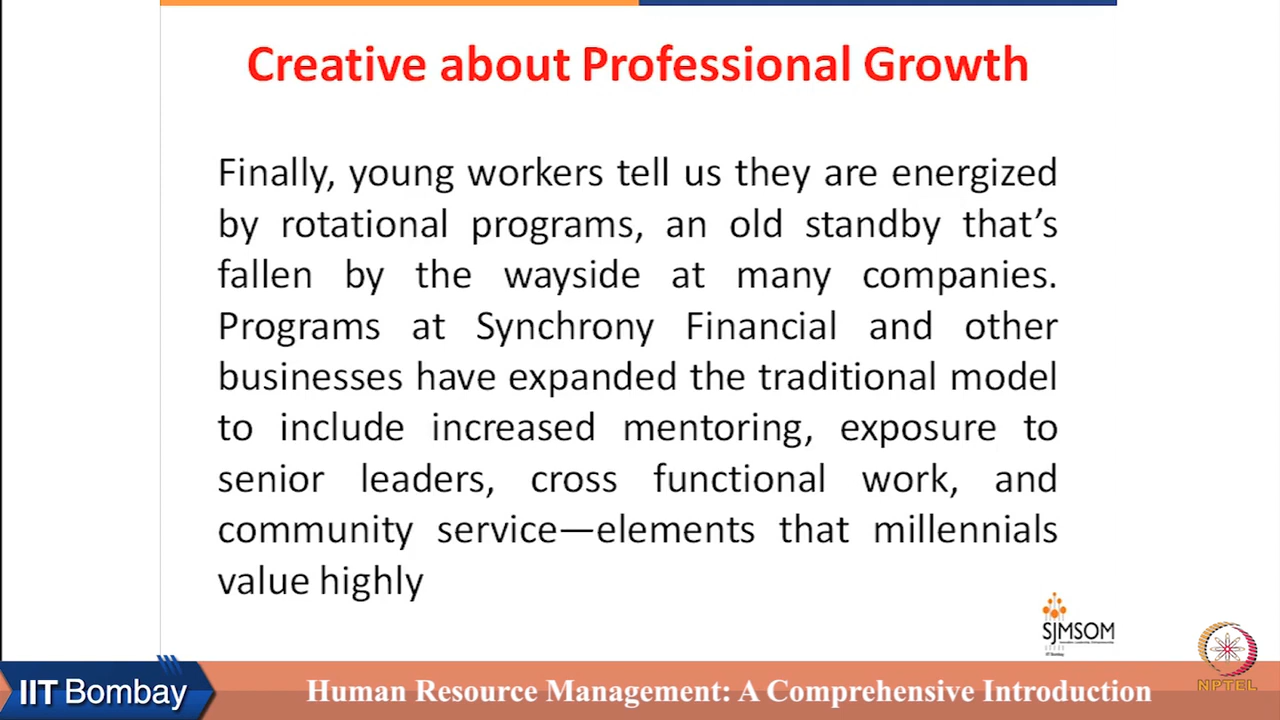 Creative about Professional Growth
Finally, young workers tell us they are energized
by rotational programs, an old standby that’s
fallen by the wayside at many companies.
Programs at Synchrony Financial and other
businesses have expanded the traditional model
to include increased mentoring, exposure to
senior leaders, cross functional work, and
community service—elements that millennials
value highly
SJMSOM
IIT Bombay
NPTEL
IIT Bombay
Human Resource Management: A Comprehensive Introduction